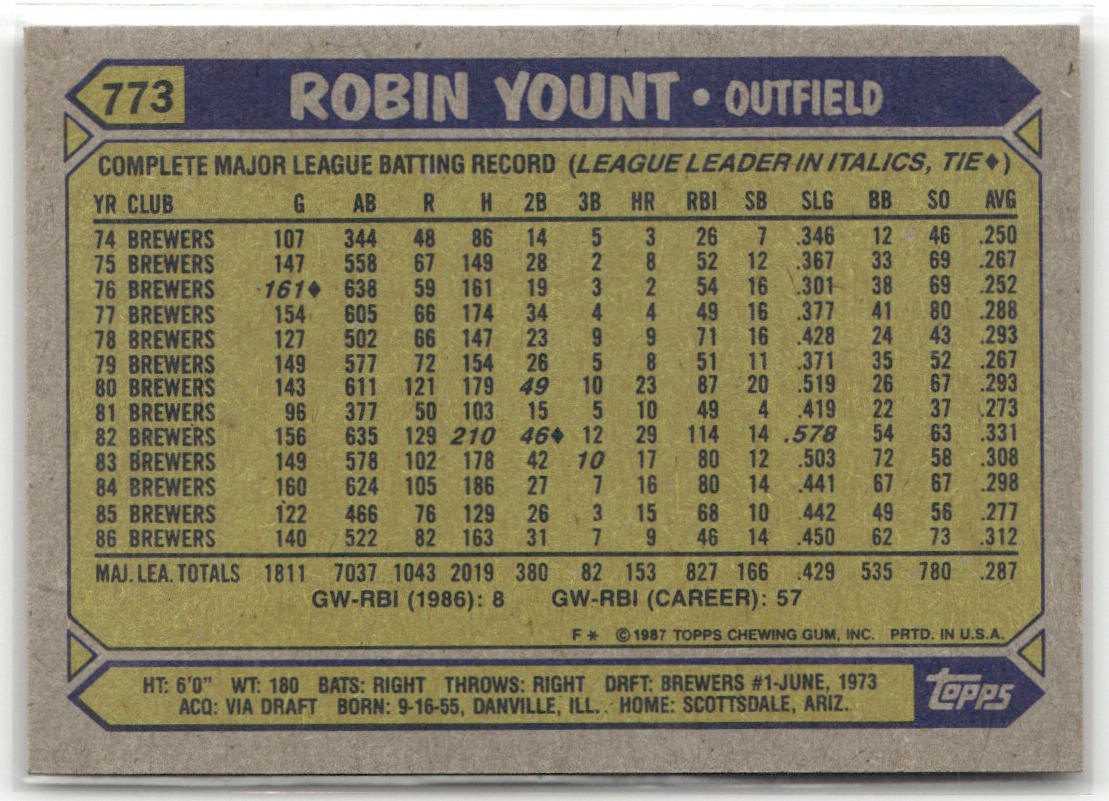 773 ROBIN YOUNT • OUTFIELD
COMPLETE MAJOR LEAGUE BATTING RECORD (LEAGUE LEADER IN ITALICS, TIE♦)
YR CLUB G AB R H 2B 3B HR RBI SB SLG BB SO AVG
74 BREWERS 107 344 48 86 14 5 3 26 7 .346 12 46 .250
75 BREWERS 147 558 67 149 28 2 8 52 12 .367 33 69 .267
76 BREWERS 161♦ 638 59 161 19 3 2 54 16 .301 38 69 .252
77 BREWERS 154 605 66 174 34 4 4 49 16 .377 41 80 .288
78 BREWERS 127 502 66 147 23 9 9 71 16 .428 24 43 .293
79 BREWERS 149 577 72 154 26 5 8 51 11 .371 35 52 .267
80 BREWERS 143 611 121 179 49 10 23 87 20 .519 26 67 .293
81 BREWERS 96 377 50 103 15 5 10 49 4 .419 22 37 .273
82 BREWERS 156 635 129 210 46♦ 12 29 114 14 .578 54 63 .331
83 BREWERS 149 578 102 178 42 10 17 80 12 .503 72 58 .308
84 BREWERS 160 624 105 186 27 7 16 80 14 .441 67 67 .298
85 BREWERS 122 466 76 129 26 3 15 68 10 .442 49 56 .277
86 BREWERS 140 522 82 163 31 7 9 46 14 .450 62 73 .312
MAJ. LEA. TOTALS 1811 7037 1043 2019 380 82 153 827 166 .429 535 780 .287
GW-RBI (1986): 8 GW-RBI (CAREER): 57
F * ©1987 TOPPS CHEWING GUM, INC. PRTD. IN U.S.A.
HT: 6'0" WT: 180 BATS: RIGHT THROWS: RIGHT DRFT: BREWERS #1-JUNE, 1973
ACQ: VIA DRAFT BORN: 9-16-55, DANVILLE, ILL. HOME: SCOTTSDALE, ARIZ.
topps